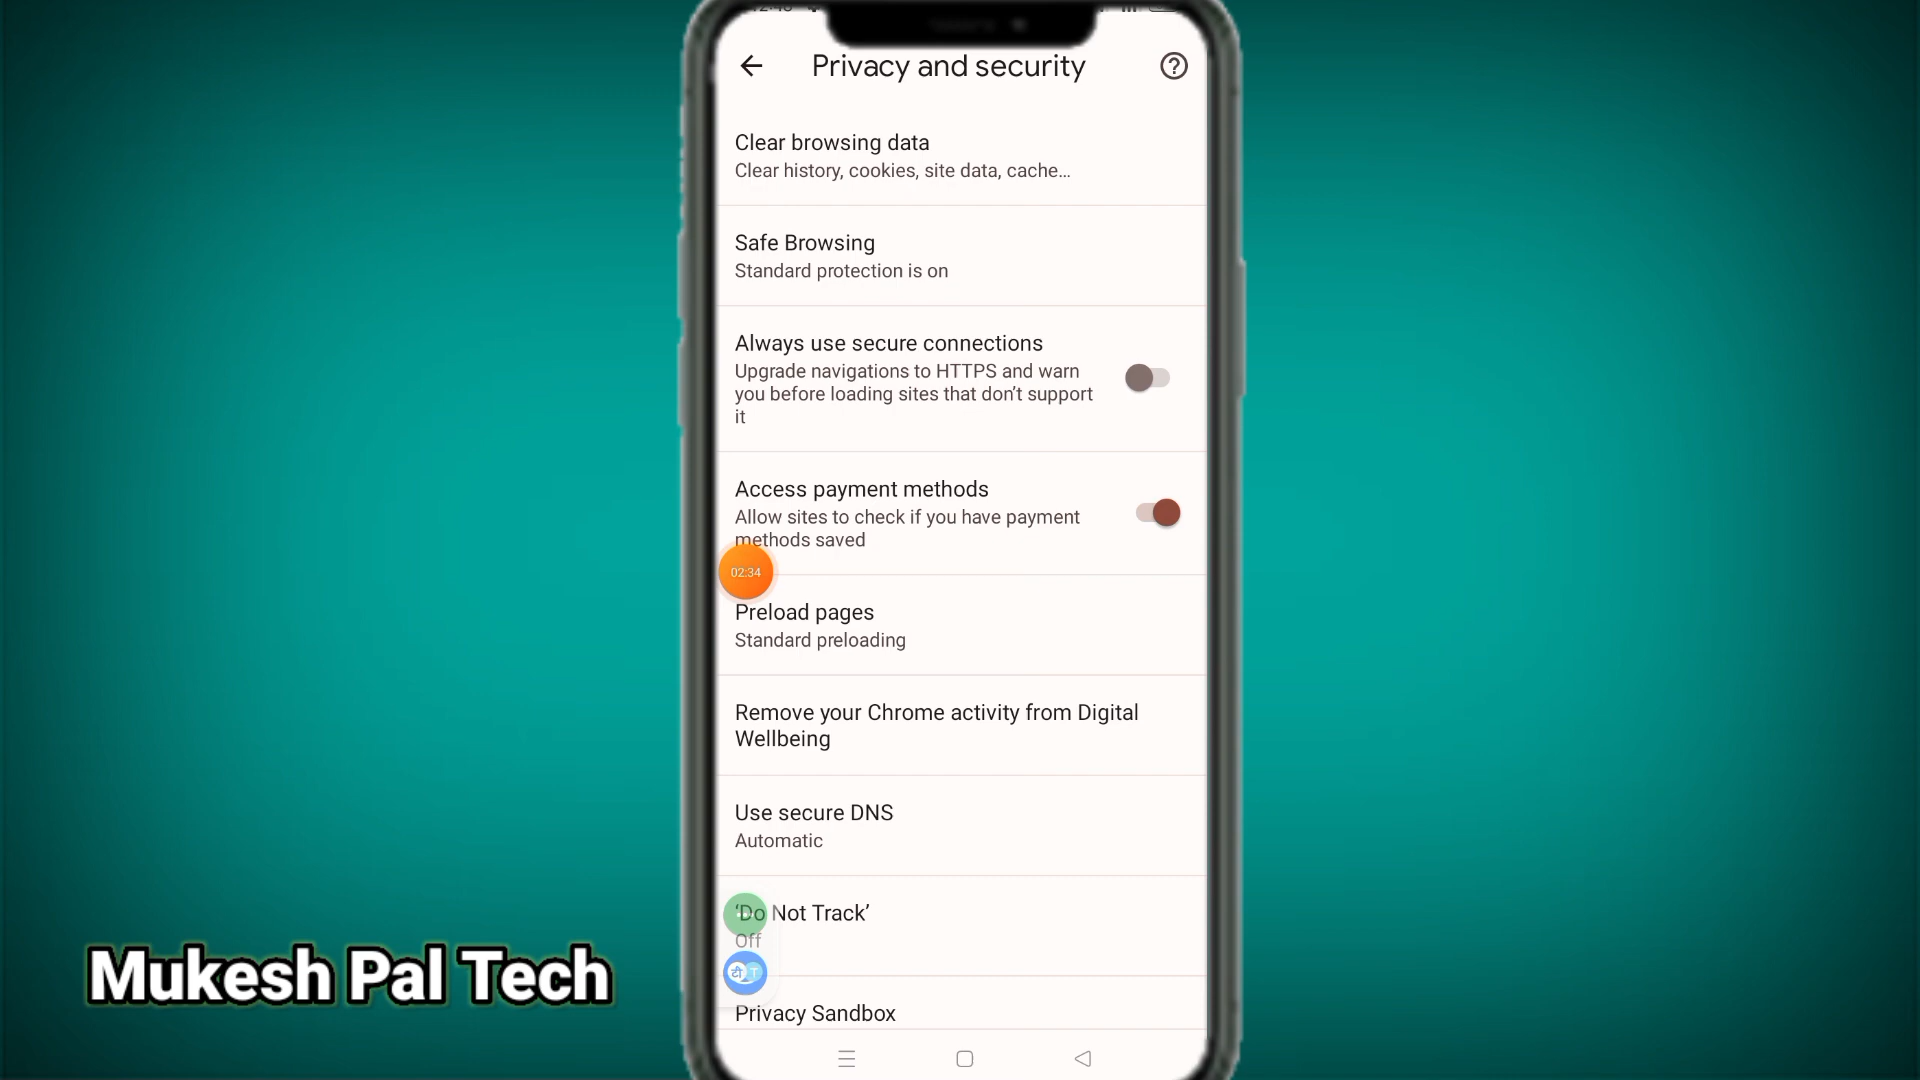 Privacy and security
Clear browsing data
Clear history, cookies, site data, cache...
Safe Browsing
Standard protection is on
Always use secure connections
Upgrade navigations to HTTPS and warn
you before loading sites that don't support
it
Access payment methods
Allow sites to check if you have payment
methods saved
02:34
Preload pages
Standard preloading
Remove your Chrome activity from Digital
Wellbeing
Use secure DNS
Automatic
'Do Not Track'
Off
टी T
Privacy Sandbox
Mukesh Pal Tech